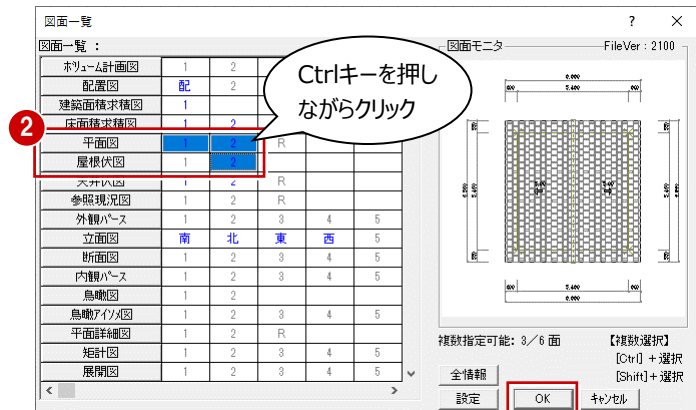 図面一覧
? ×
図面一覧 :
ボリューム計画図 1 2
配置図 配
建築面積求積図 1
床面積求積図 1 2
平面図 1 2 R
屋根伏図 1 2
天井伏図 1 2 R
参照現況図 1 2 R
外観パース 1 2 3 4 5
立面図 南 北 東 西 5
断面図 1 2 3 4 5
内観パース 1 2 3 4 5
鳥瞰図 1 2
鳥瞰アイソメ図 1 2 3 4 5
平面詳細図 1 2 R
矩計図 1 2 3 4 5
展開図 1 2 3 4 5
2
Ctrlキーを押し
ながらクリック
図面モニタ
FileVer : 2100
複数指定可能: 3/6 面
【複数選択】
[Ctrl] + 選択
[Shift]+ 選択
全情報
設定
OK
キャンセル